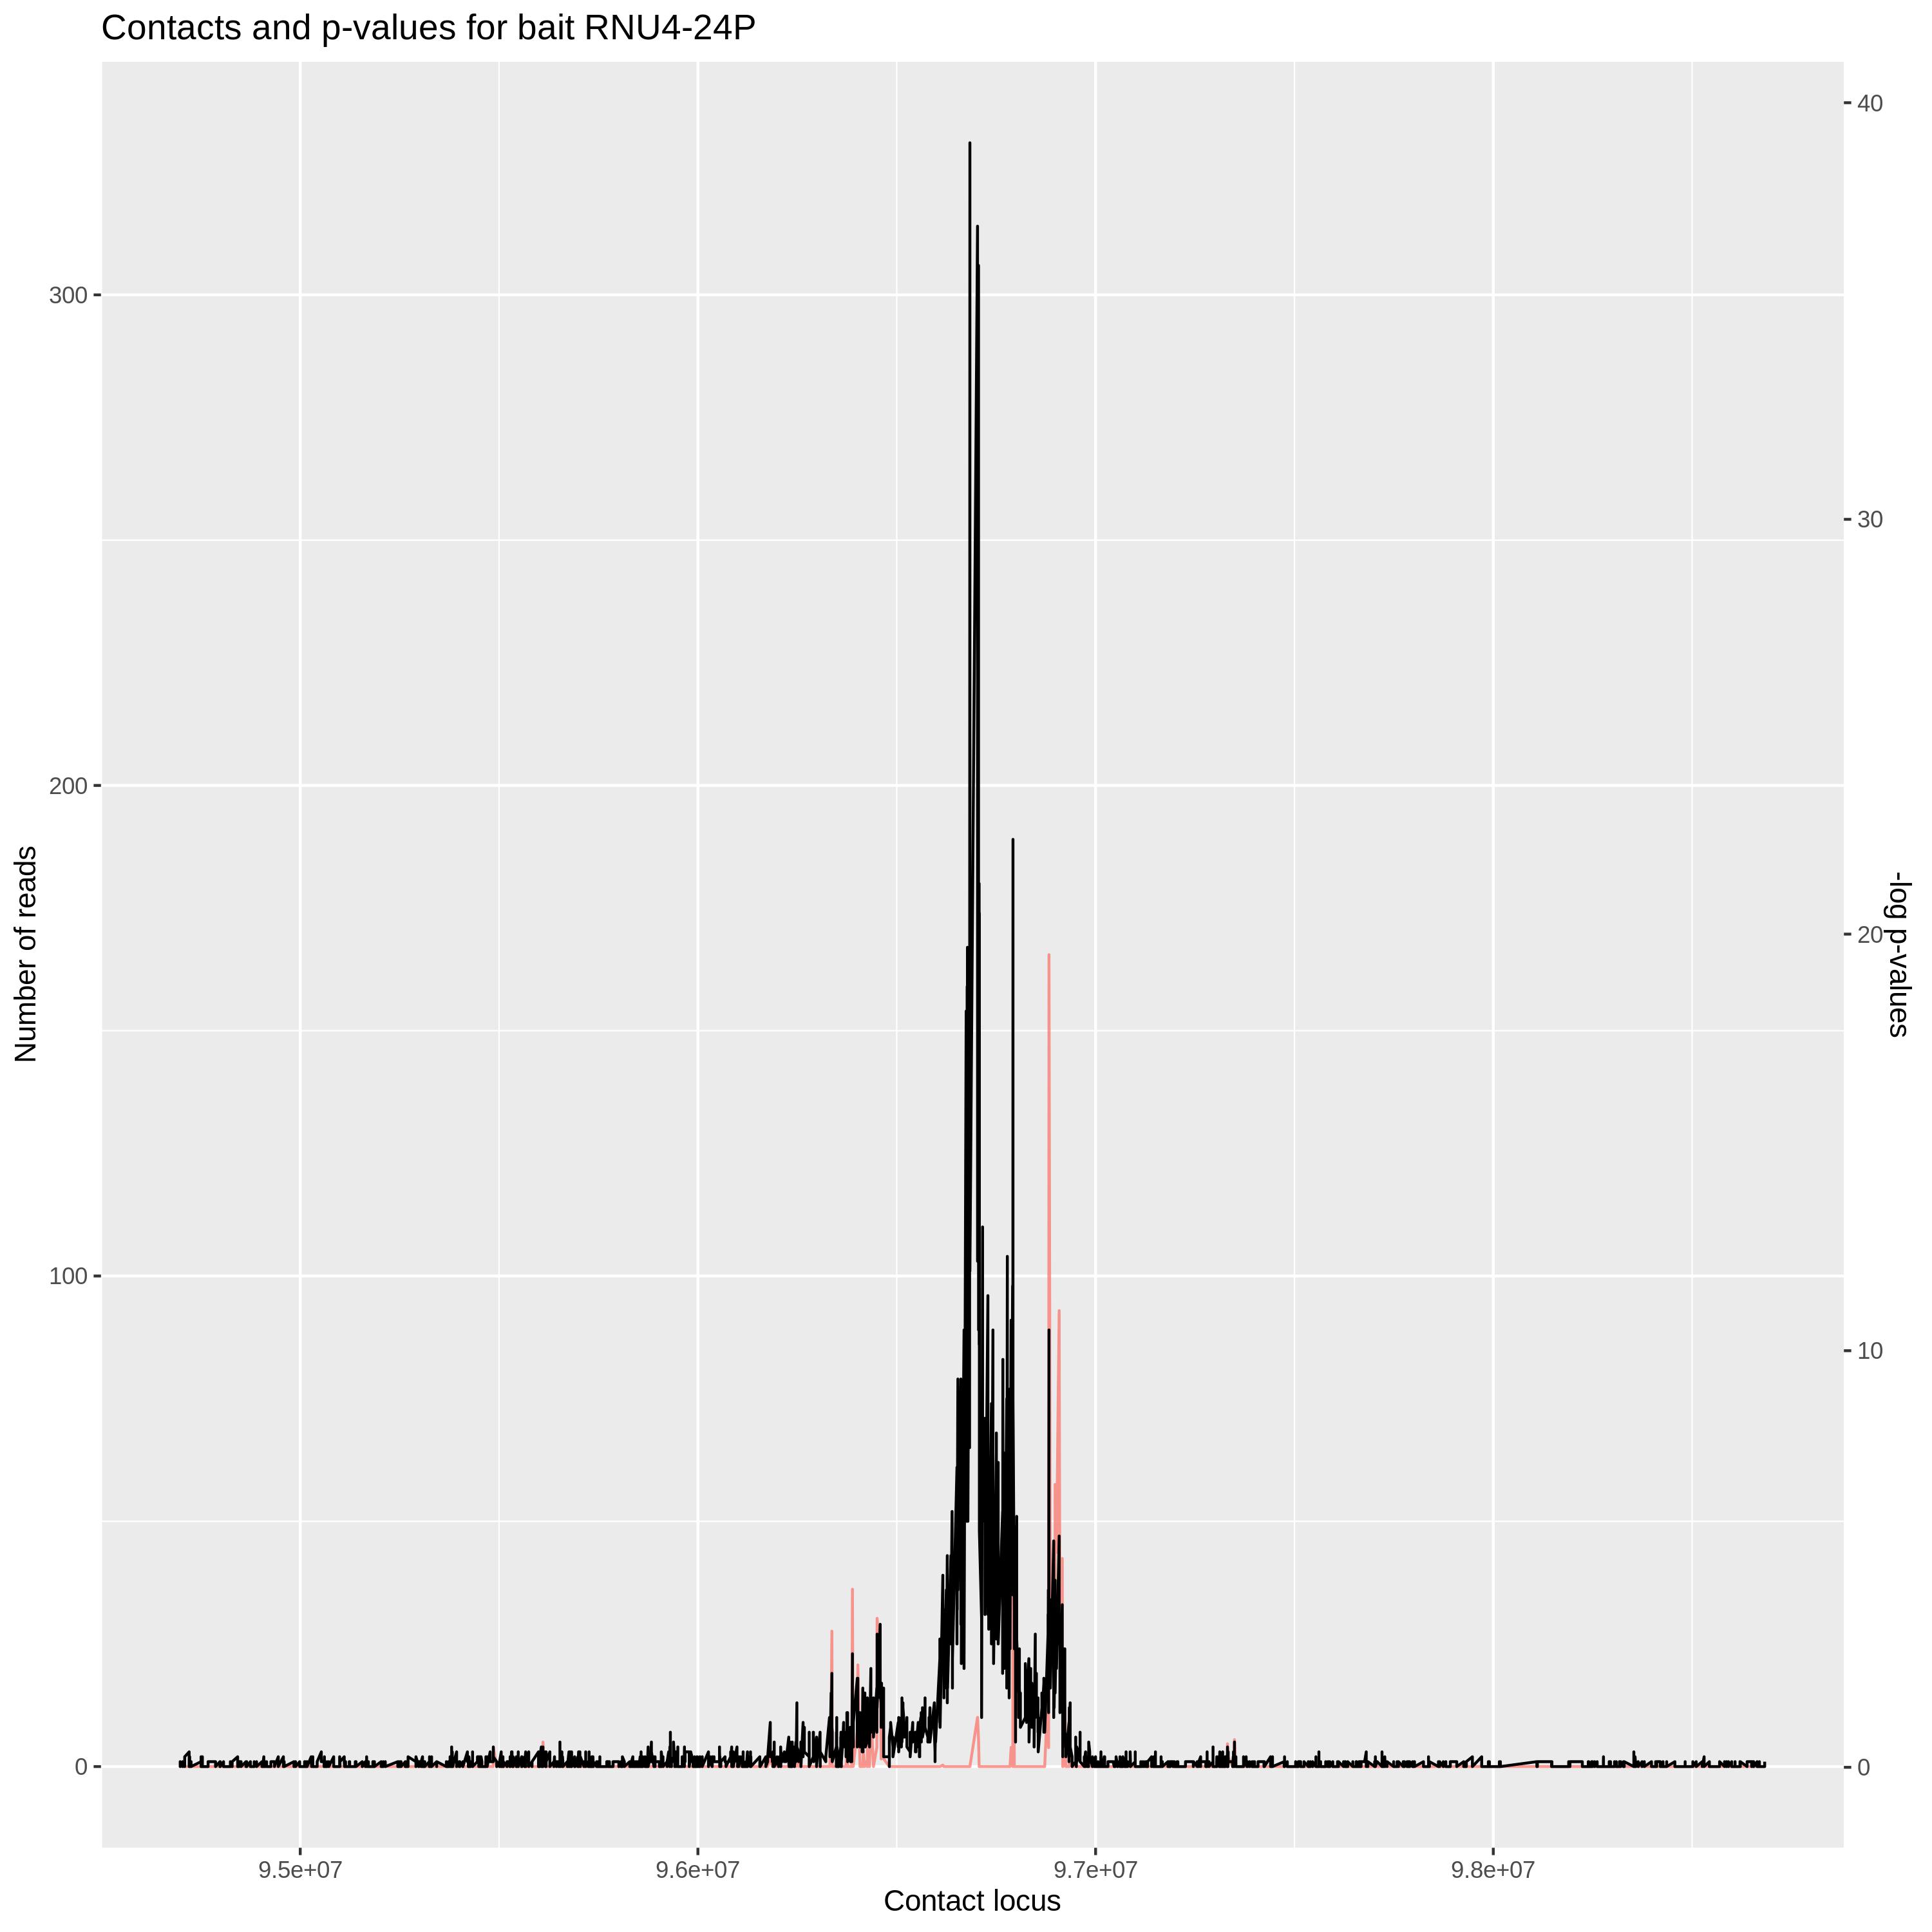 Contacts and p-values for bait RNU4-24P
Number of reads
300
200
100
0
40
30
20
10
0
-log p-values
9.5e+07
9.6e+07
9.7e+07
9.8e+07
Contact locus